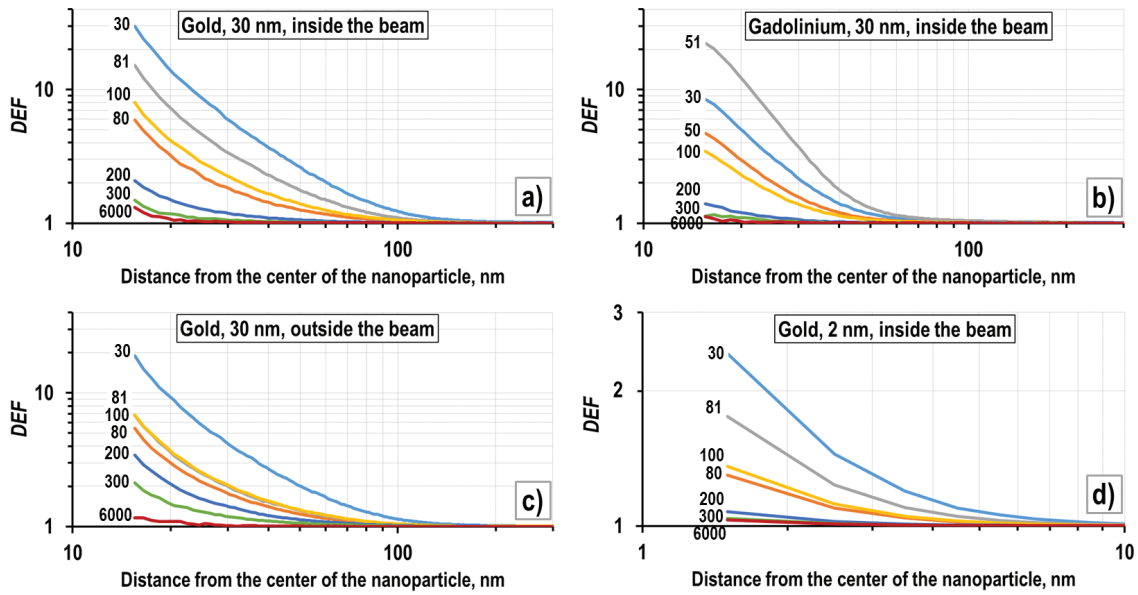 Gold, 30 nm, inside the beam
DEF
10
1
30
81
100
80
200
300
6000
a)
10
100
Distance from the center of the nanoparticle, nm
Gadolinium, 30 nm, inside the beam
DEF
10
1
51
30
50
100
200
300
6000
b)
10
100
Distance from the center of the nanoparticle, nm
Gold, 30 nm, outside the beam
DEF
10
1
30
81
100
80
200
300
6000
c)
10
100
Distance from the center of the nanoparticle, nm
Gold, 2 nm, inside the beam
DEF
3
2
1
30
81
100
80
200
300
6000
d)
1
10
Distance from the center of the nanoparticle, nm